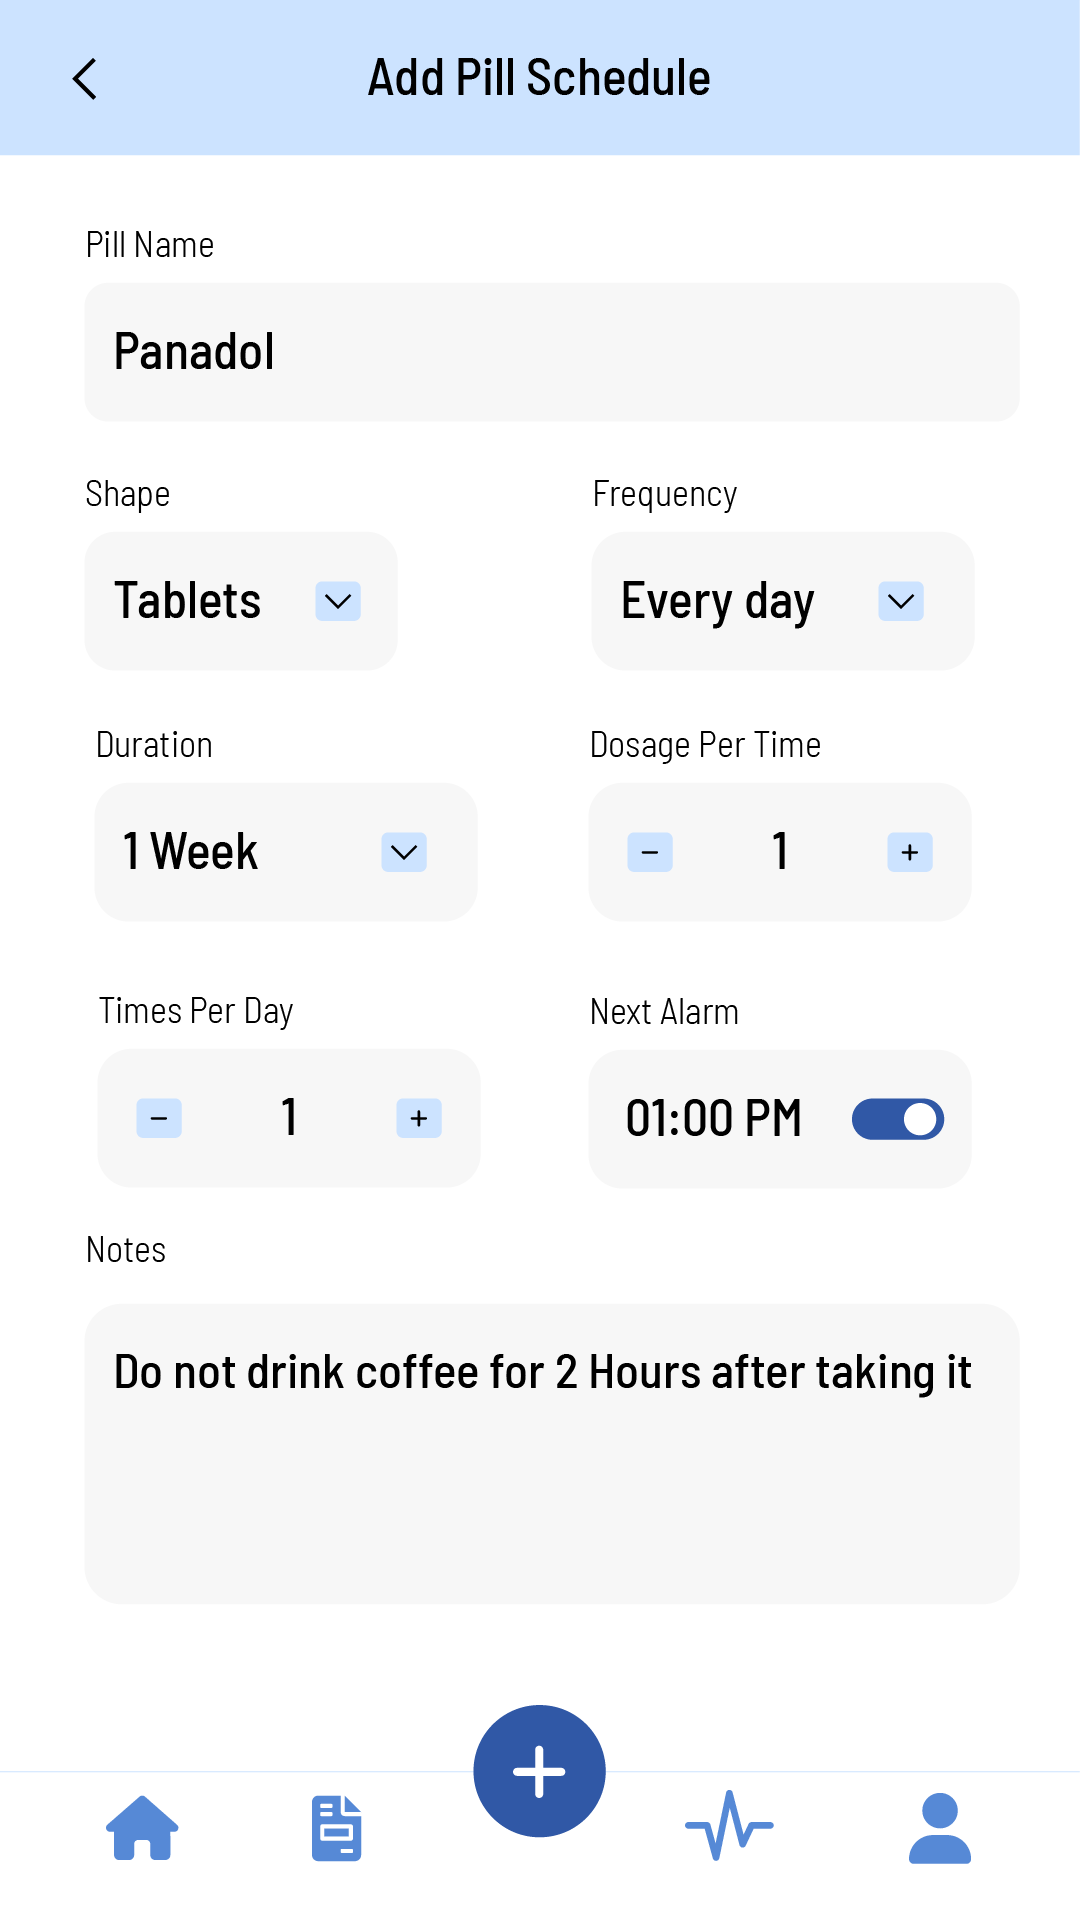 Add Pill Schedule
Pill Name
Panadol
Shape
Frequency
Tablets
Every day
Duration
Dosage Per Time
1 Week
− 1 +
Times Per Day
Next Alarm
− 1 +
01:00 PM
Notes
Do not drink coffee for 2 Hours after taking it